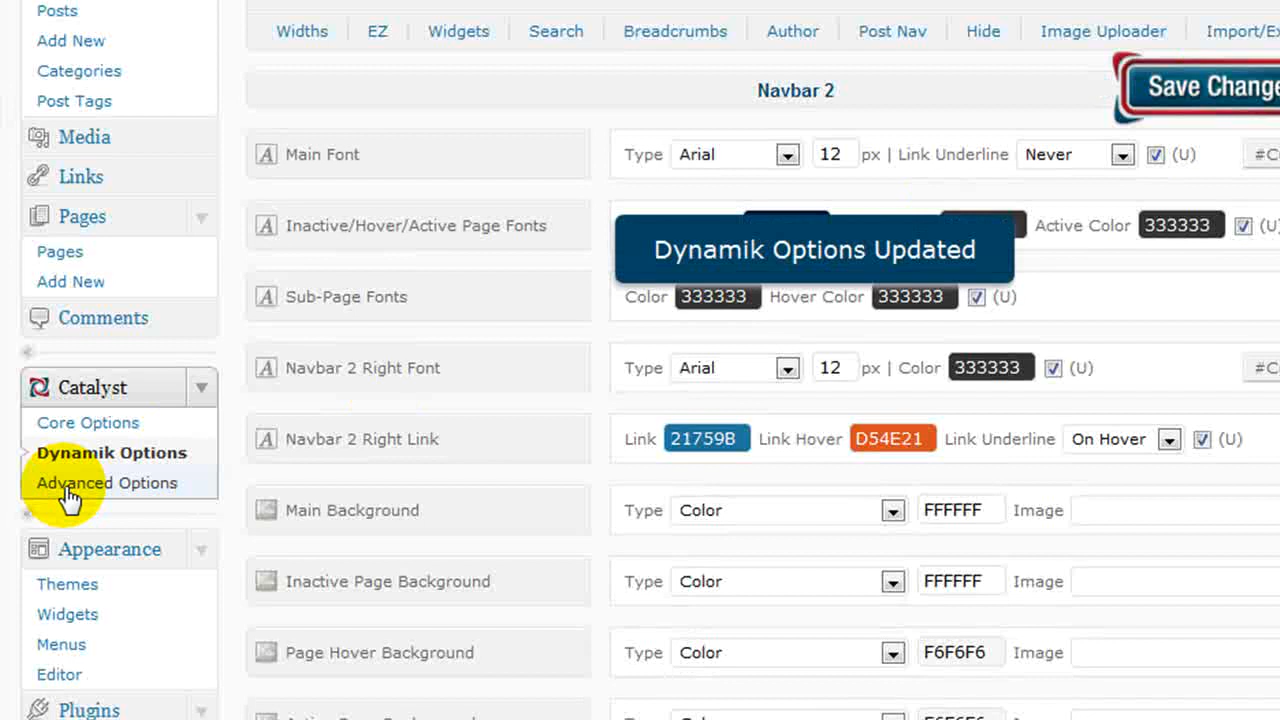 Posts
Add New
Categories
Post Tags
Media
Links
Pages
Pages
Add New
Comments
Catalyst
Core Options
Dynamik Options
Advanced Options
Appearance
Themes
Widgets
Menus
Editor
Plugins
Widths EZ Widgets Search Breadcrumbs Author Post Nav Hide Image Uploader Import/Ex
Navbar 2
Save Change
Main Font Type Arial 12 px | Link Underline Never (U) #C
Inactive/Hover/Active Page Fonts Active Color 333333 (U)
Dynamik Options Updated
Sub-Page Fonts Color 333333 Hover Color 333333 (U)
Navbar 2 Right Font Type Arial 12 px | Color 333333 (U) #C
Navbar 2 Right Link Link 21759B Link Hover D54E21 Link Underline On Hover (U)
Main Background Type Color FFFFFF Image
Inactive Page Background Type Color FFFFFF Image
Page Hover Background Type Color F6F6F6 Image